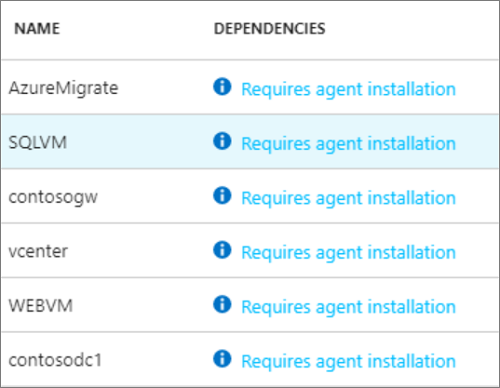 NAME DEPENDENCIES
AzureMigrate Requires agent installation
SQLVM Requires agent installation
contosogw Requires agent installation
vcenter Requires agent installation
WEBVM Requires agent installation
contosodc1 Requires agent installation